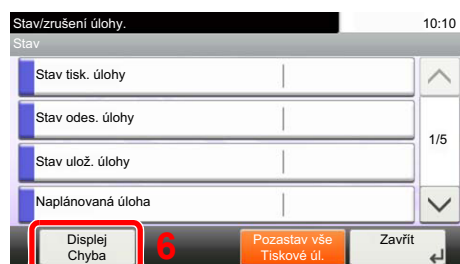 Stav/zrušení úlohy. 10:10
Stav
Stav tisk. úlohy
Stav odes. úlohy
1/5
Stav ulož. úlohy
Naplánovaná úloha
Displej
Chyba
6
Pozastav vše
Tiskové úl.
Zavřit